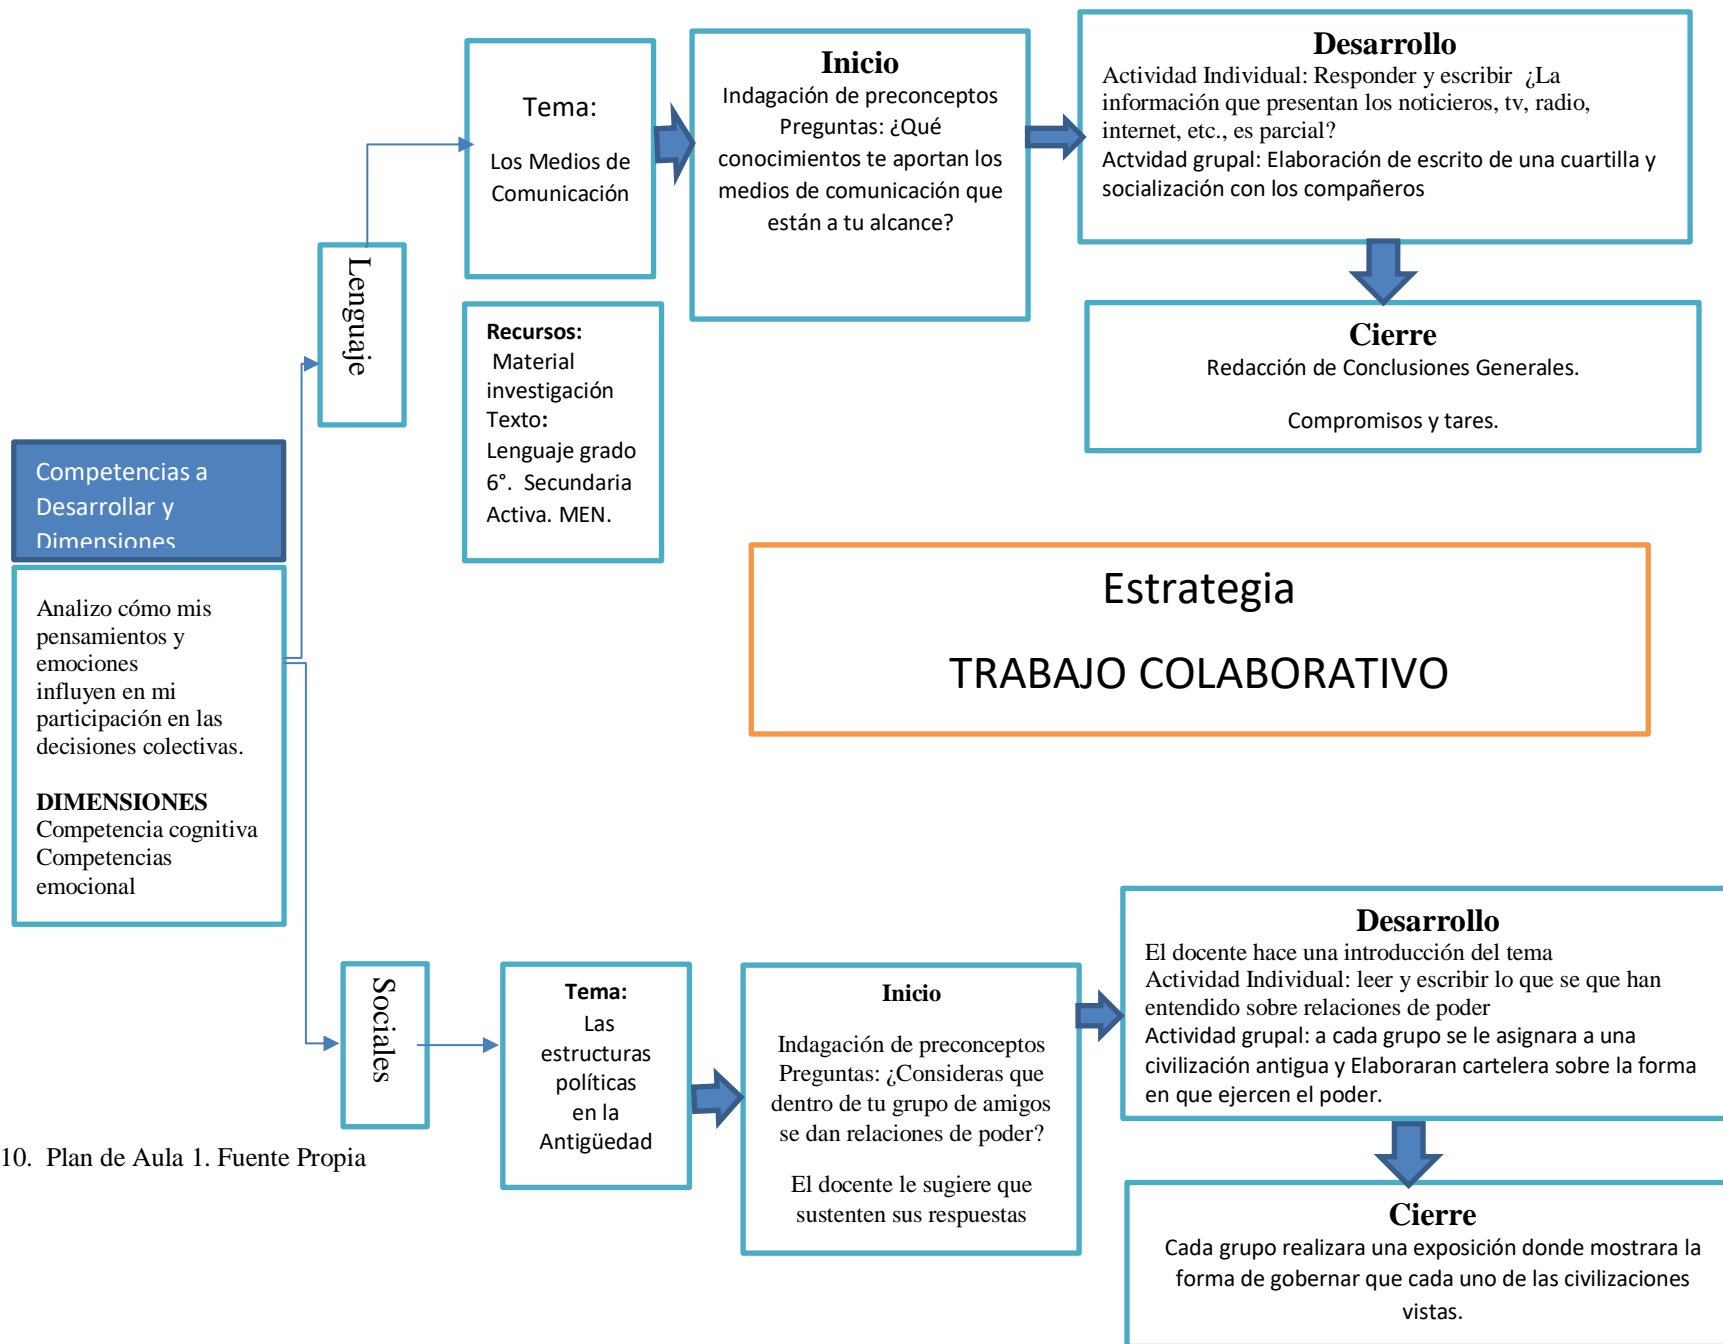 Competencias a
Desarrollar y
Dimensiones
Analizo cómo mis
pensamientos y
emociones
influyen en mi
participación en las
decisiones colectivas.
DIMENSIONES
Competencia cognitiva
Competencias
emocional
Lenguaje
Tema:
Los Medios de
Comunicación
Recursos:
Material
investigación
Texto:
Lenguaje grado
6°. Secundaria
Activa. MEN.
Inicio
Indagación de preconceptos
Preguntas: ¿Qué
conocimientos te aportan los
medios de comunicación que
están a tu alcance?
Desarrollo
Actividad Individual: Responder y escribir ¿La
información que presentan los noticieros, tv, radio,
internet, etc., es parcial?
Actvidad grupal: Elaboración de escrito de una cuartilla y
socialización con los compañeros
Cierre
Redacción de Conclusiones Generales.
Compromisos y tares.
Estrategia
TRABAJO COLABORATIVO
Sociales
Tema:
Las
estructuras
políticas
en la
Antigüedad
Inicio
Indagación de preconceptos
Preguntas: ¿Consideras que
dentro de tu grupo de amigos
se dan relaciones de poder?
El docente le sugiere que
sustenten sus respuestas
Desarrollo
El docente hace una introducción del tema
Actividad Individual: leer y escribir lo que se que han
entendido sobre relaciones de poder
Actividad grupal: a cada grupo se le asignara a una
civilización antigua y Elaboraran cartelera sobre la forma
en que ejercen el poder.
Cierre
Cada grupo realizara una exposición donde mostrara la
forma de gobernar que cada uno de las civilizaciones
vistas.
10. Plan de Aula 1. Fuente Propia